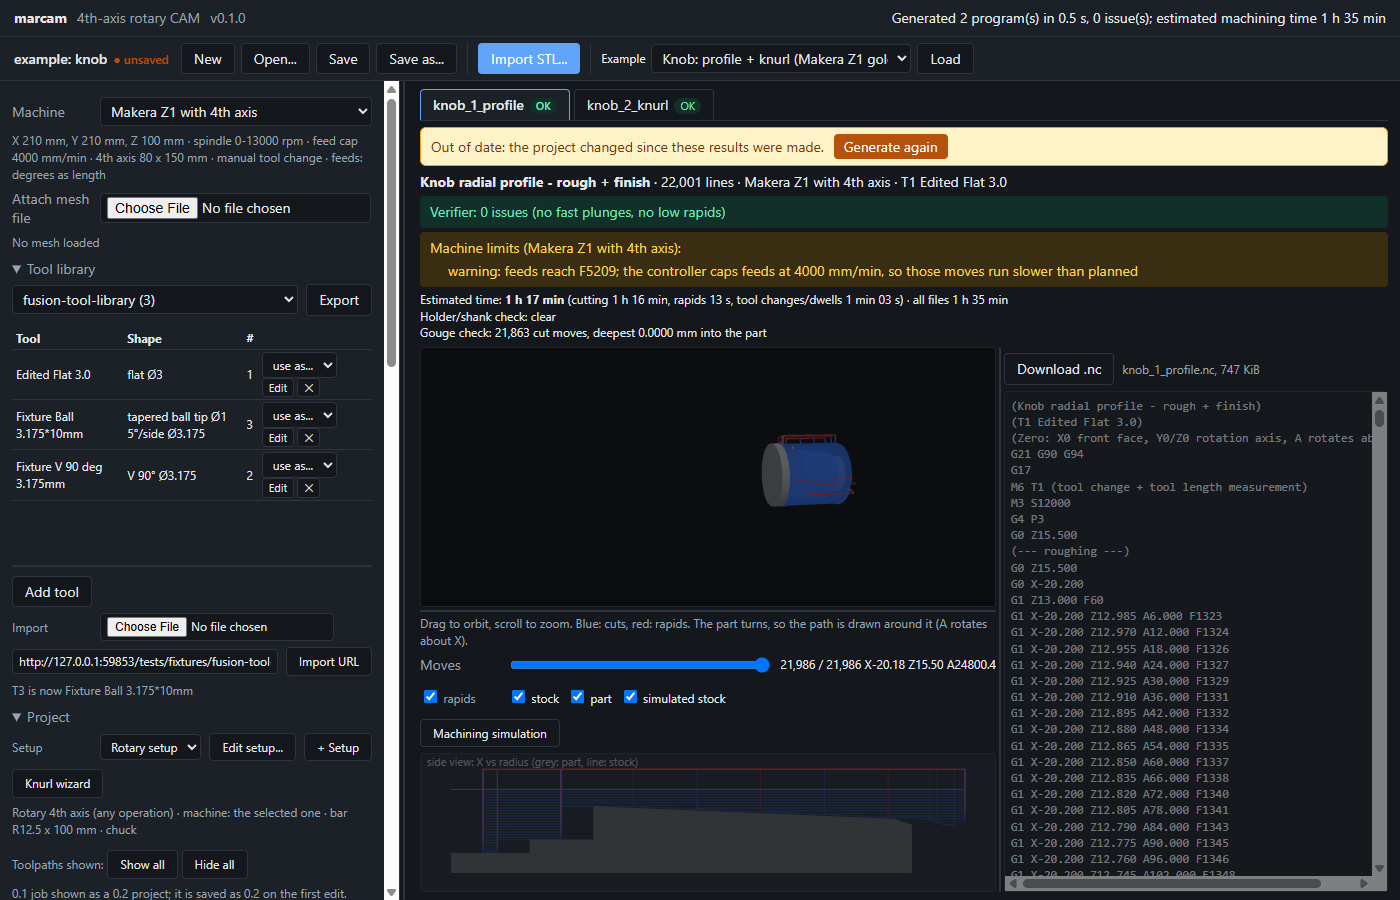 marcam 4th-axis rotary CAM v0.1.0
Generated 2 program(s) in 0.5 s, 0 issue(s); estimated machining time 1 h 35 min
example: knob • unsaved New Open... Save Save as... Import STL... Example Knob: profile + knurl (Makera Z1 gol Load
Machine Makera Z1 with 4th axis
X 210 mm, Y 210 mm, Z 100 mm · spindle 0-13000 rpm · feed cap
4000 mm/min · 4th axis 80 x 150 mm · manual tool change · feeds:
degrees as length
Attach mesh
file
Choose File No file chosen
No mesh loaded
▼ Tool library
fusion-tool-library (3) Export
Tool Shape #
Edited Flat 3.0 flat Ø3 1 use as...
Edit ×
Fixture Ball
3.175*10mm
tapered ball tip Ø1
5°/side Ø3.175
3 use as...
Edit ×
Fixture V 90 deg
3.175mm
V 90° Ø3.175 2 use as...
Edit ×
Add tool
Import Choose File No file chosen
http://127.0.0.1:59853/tests/fixtures/fusion-tool Import URL
T3 is now Fixture Ball 3.175*10mm
▼ Project
Setup Rotary setup Edit setup... + Setup
Knurl wizard
Rotary 4th axis (any operation) · machine: the selected one · bar
R12.5 x 100 mm · chuck
Toolpaths shown: Show all Hide all
0.1 job shown as a 0.2 project; it is saved as 0.2 on the first edit.
knob_1_profile OK knob_2_knurl OK
Out of date: the project changed since these results were made. Generate again
Knob radial profile - rough + finish · 22,001 lines · Makera Z1 with 4th axis · T1 Edited Flat 3.0
Verifier: 0 issues (no fast plunges, no low rapids)
Machine limits (Makera Z1 with 4th axis):
warning: feeds reach F5209; the controller caps feeds at 4000 mm/min, so those moves run slower than planned
Estimated time: 1 h 17 min (cutting 1 h 16 min, rapids 13 s, tool changes/dwells 1 min 03 s) · all files 1 h 35 min
Holder/shank check: clear
Gouge check: 21,863 cut moves, deepest 0.0000 mm into the part
Drag to orbit, scroll to zoom. Blue: cuts, red: rapids. The part turns, so the path is drawn around it (A rotates
about X).
Moves 21,986 / 21,986 X-20.18 Z15.50 A24800.4
rapids stock part simulated stock
Machining simulation
side view: X vs radius (grey: part, line: stock)
Download .nc knob_1_profile.nc, 747 KiB
(Knob radial profile - rough + finish)
(T1 Edited Flat 3.0)
(Zero: X0 front face, Y0/Z0 rotation axis, A rotates ab
G21 G90 G94
G17
M6 T1 (tool change + tool length measurement)
M3 S12000
G4 P3
G0 Z15.500
(--- roughing ---)
G0 Z15.500
G0 X-20.200
G1 Z13.000 F60
G1 X-20.200 Z12.985 A6.000 F1323
G1 X-20.200 Z12.970 A12.000 F1324
G1 X-20.200 Z12.955 A18.000 F1326
G1 X-20.200 Z12.940 A24.000 F1327
G1 X-20.200 Z12.925 A30.000 F1329
G1 X-20.200 Z12.910 A36.000 F1331
G1 X-20.200 Z12.895 A42.000 F1332
G1 X-20.200 Z12.880 A48.000 F1334
G1 X-20.200 Z12.865 A54.000 F1335
G1 X-20.200 Z12.850 A60.000 F1337
G1 X-20.200 Z12.835 A66.000 F1338
G1 X-20.200 Z12.820 A72.000 F1340
G1 X-20.200 Z12.805 A78.000 F1341
G1 X-20.200 Z12.790 A84.000 F1343
G1 X-20.200 Z12.775 A90.000 F1345
G1 X-20.200 Z12.760 A96.000 F1346
G1 X-20.200 Z12.745 A102.000 F1348